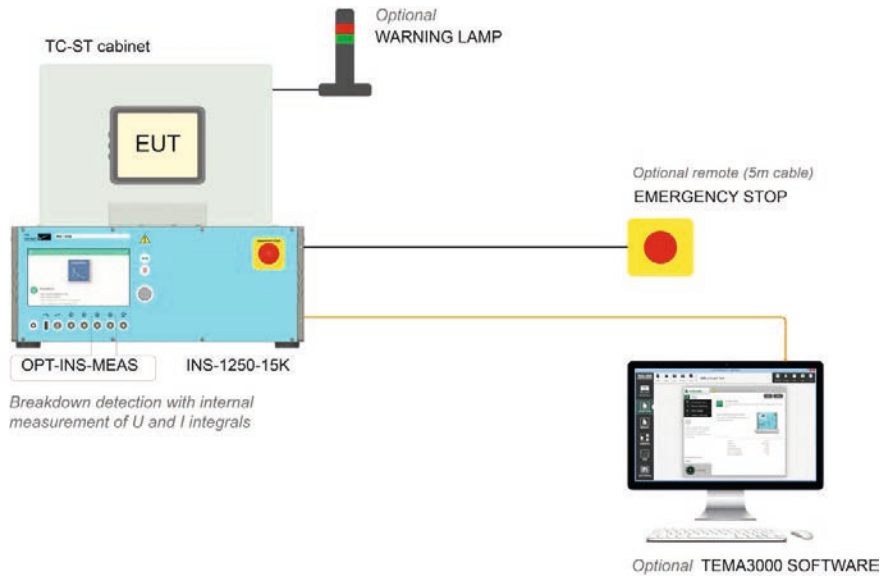 Optional
WARNING LAMP
TC-ST cabinet
EUT
Optional remote (5m cable)
EMERGENCY STOP
OPT-INS-MEAS
INS-1250-15K
Breakdown detection with internal
measurement of U and I integrals
Optional TEMA3000 SOFTWARE